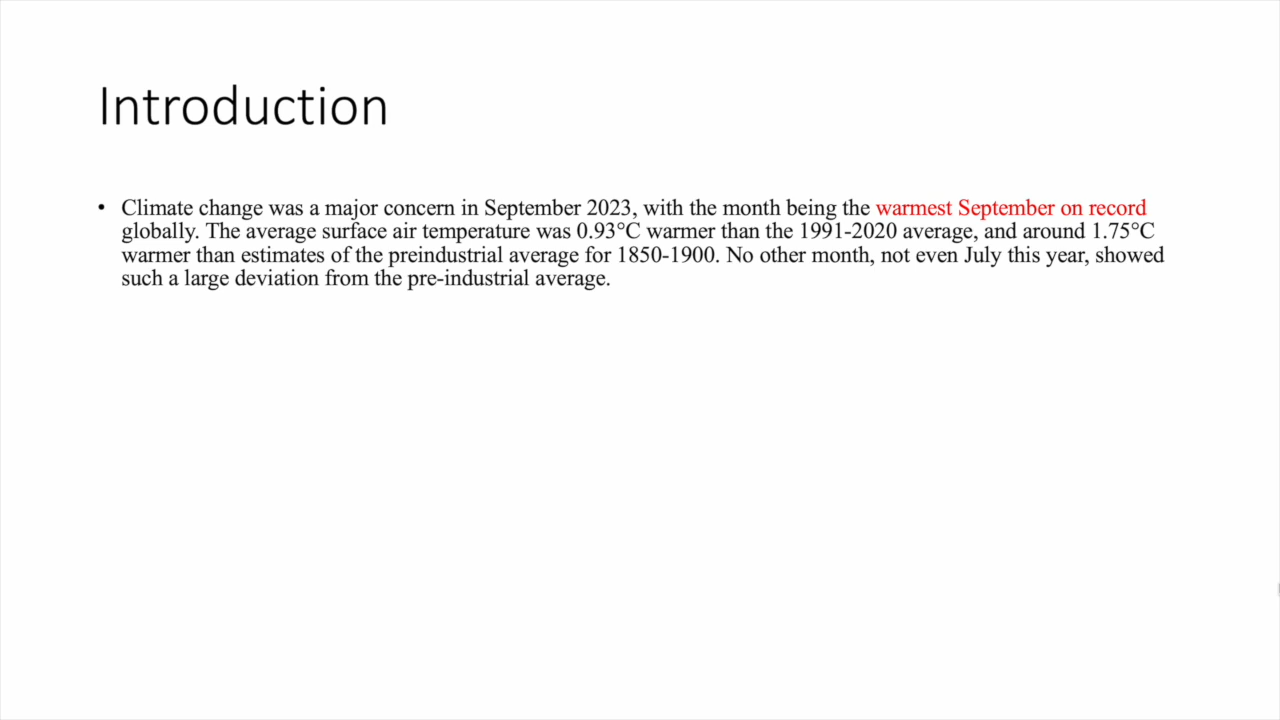 Introduction
• Climate change was a major concern in September 2023, with the month being the warmest September on record
globally. The average surface air temperature was 0.93°C warmer than the 1991-2020 average, and around 1.75°C
warmer than estimates of the preindustrial average for 1850-1900. No other month, not even July this year, showed
such a large deviation from the pre-industrial average.